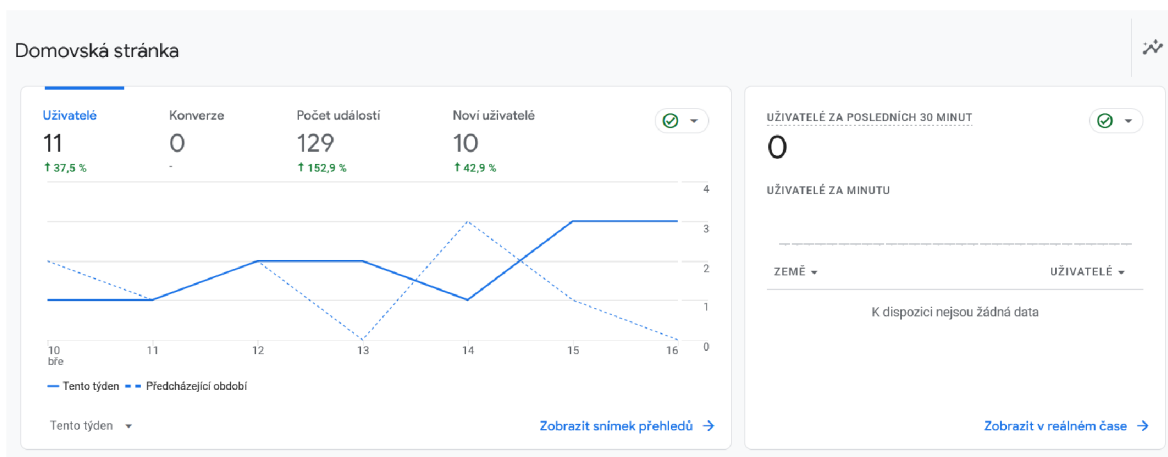 Domovská stránka
Uživatelé Konverze Počet událostí Noví uživatelé
11 0 129 10
↑ 37,5 % - ↑ 152,9 % ↑ 42,9 %
4
3
2
1
0
10 11 12 13 14 15 16
bře
Tento týden Předcházející období
Tento týden
Zobrazit snímek přehledů →
UŽIVATELÉ ZA POSLEDNÍCH 30 MINUT
0
UŽIVATELÉ ZA MINUTU
ZEMĚ UŽIVATELÉ
K dispozici nejsou žádná data
Zobrazit v reálném čase →